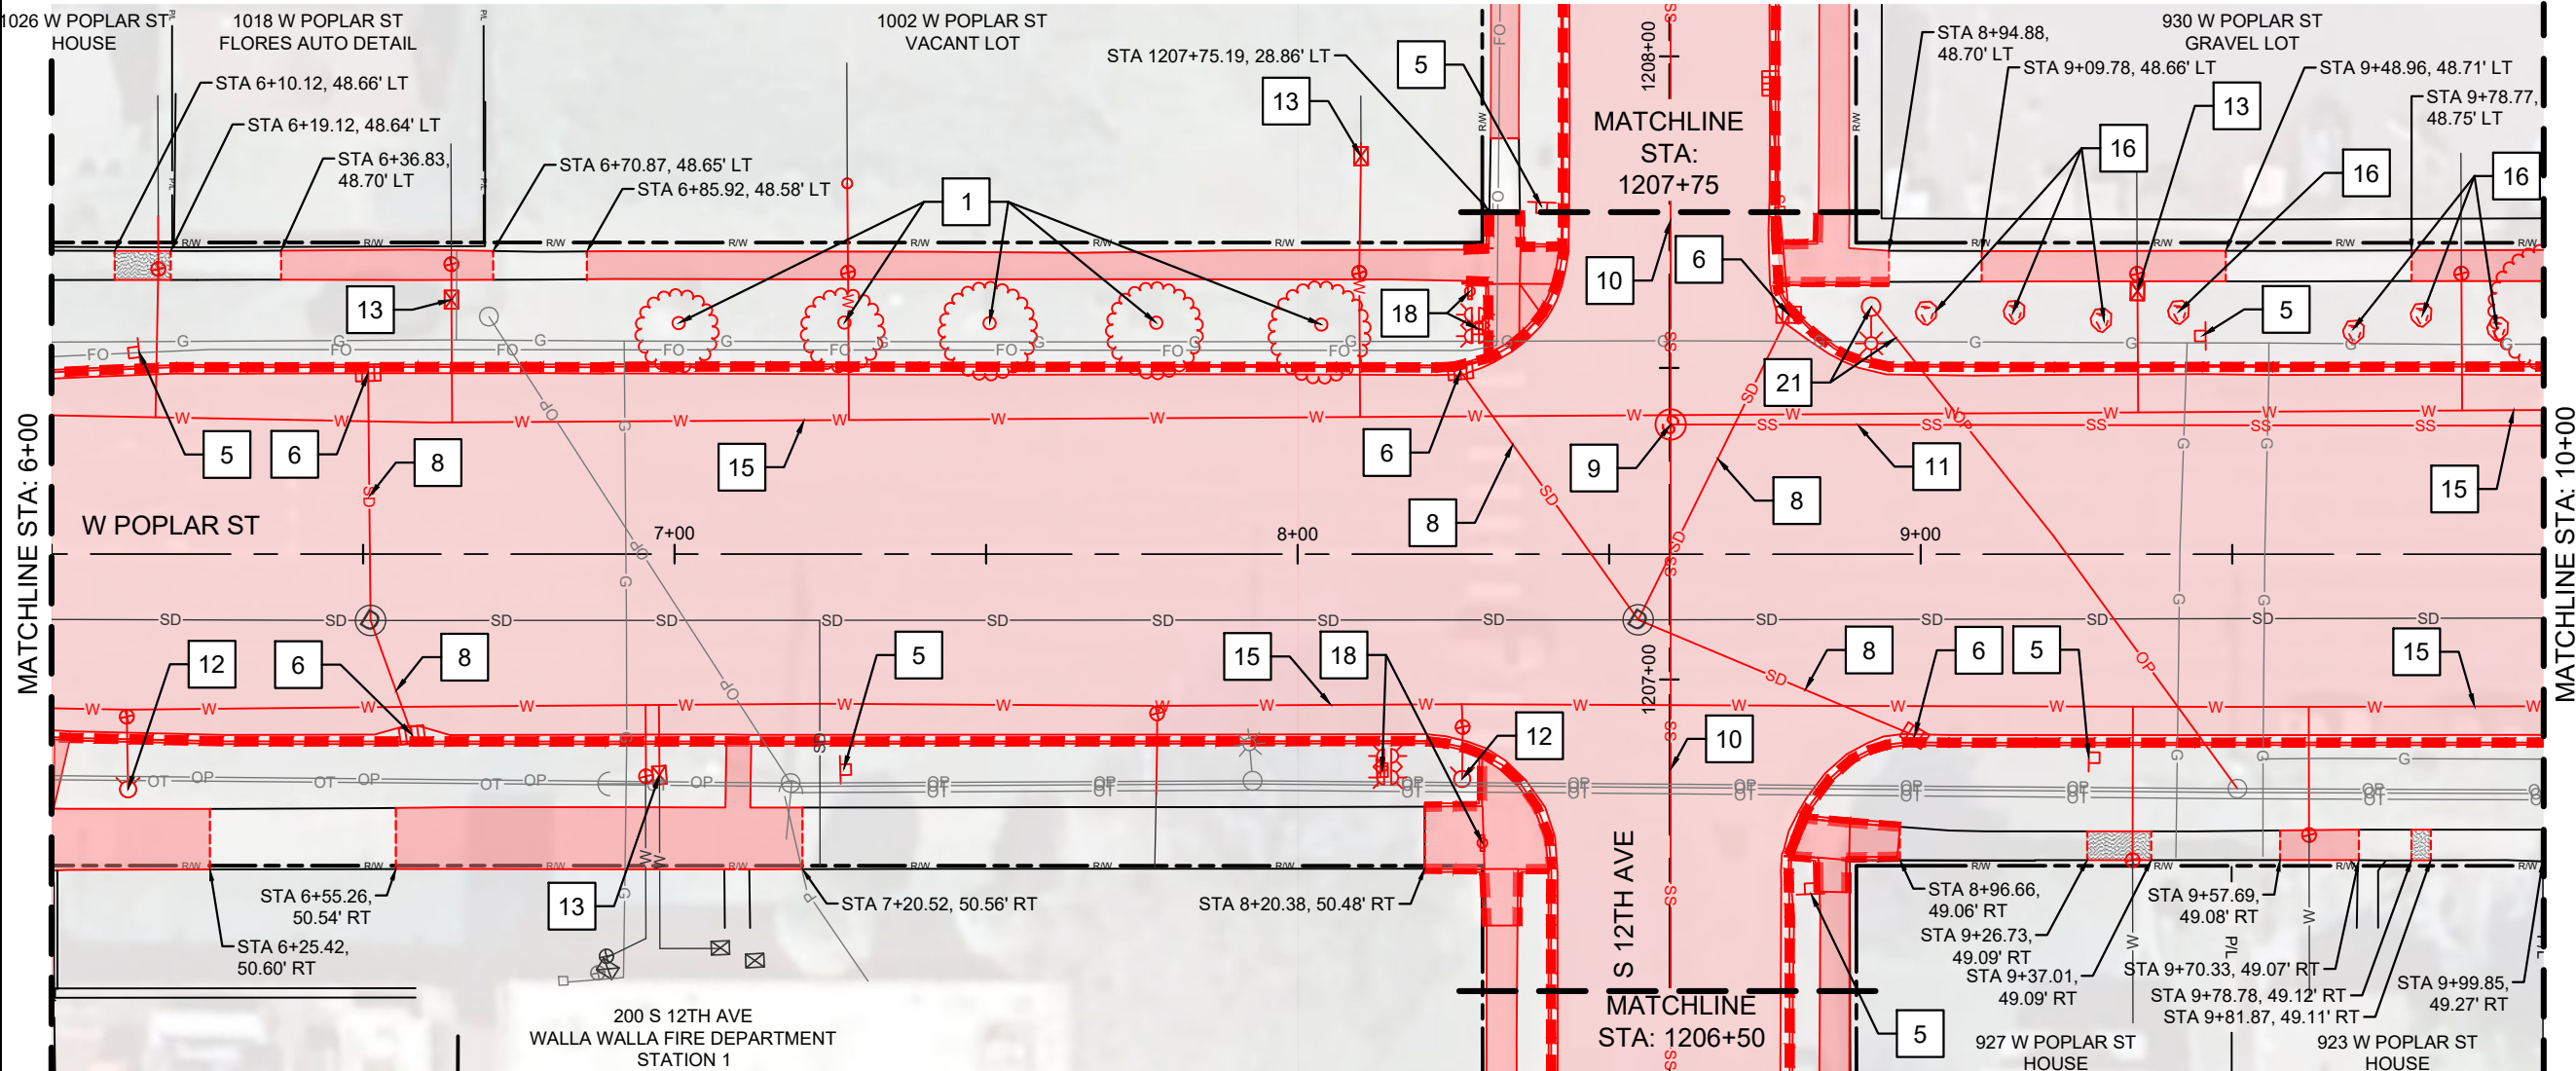 1026 W POPLAR ST
HOUSE
1018 W POPLAR ST
FLORES AUTO DETAIL
1002 W POPLAR ST
VACANT LOT
930 W POPLAR ST
GRAVEL LOT
STA 6+10.12, 48.66' LT
STA 6+19.12, 48.64' LT
STA 6+36.83,
48.70' LT
STA 6+70.87, 48.65' LT
STA 6+85.92, 48.58' LT
STA 1207+75.19, 28.86' LT
STA 8+94.88,
48.70' LT
STA 9+09.78, 48.66' LT
STA 9+48.96, 48.71' LT
STA 9+78.77,
48.75' LT
1208+00
MATCHLINE
STA:
1207+75
5
13
1
13
16
16
16
13
18
10
6
5
21
5
6
8
15
6
8
9
8
11
15
MATCHLINE STA: 6+00
W POPLAR ST
7+00
8+00
9+00
MATCHLINE STA: 10+00
12
6
8
5
15
18
12
1207+00
10
8
6
5
15
13
S 12TH AVE
STA 6+55.26,
50.54' RT
STA 6+25.42,
50.60' RT
STA 7+20.52, 50.56' RT
STA 8+20.38, 50.48' RT
STA 8+96.66,
49.06' RT
STA 9+26.73,
49.09' RT
STA 9+37.01,
49.09' RT
STA 9+57.69,
49.08' RT
STA 9+70.33, 49.07' RT
STA 9+78.78, 49.12' RT
STA 9+81.87, 49.11' RT
STA 9+99.85,
49.27' RT
200 S 12TH AVE
WALLA WALLA FIRE DEPARTMENT
STATION 1
MATCHLINE
STA: 1206+50
5
927 W POPLAR ST
HOUSE
923 W POPLAR ST
HOUSE